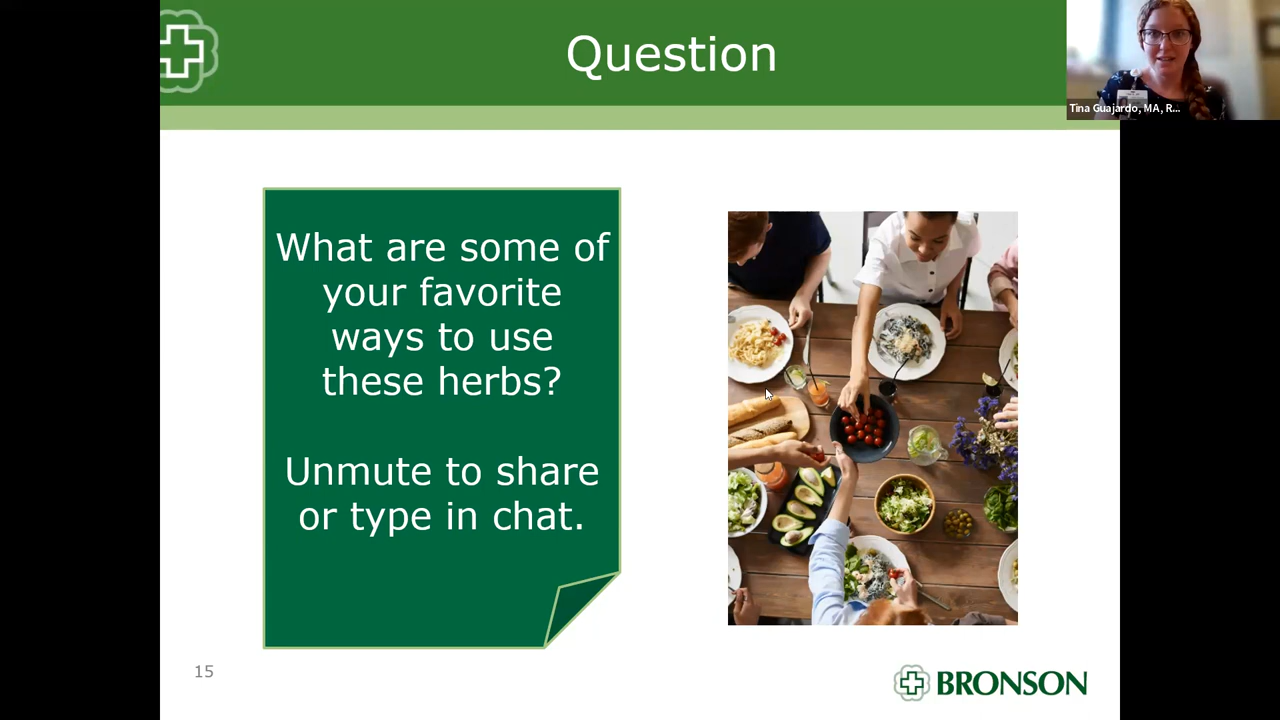 Question
Tina Guajardo, MA, R...
What are some of
your favorite
ways to use
these herbs?
Unmute to share
or type in chat.
15
BRONSON